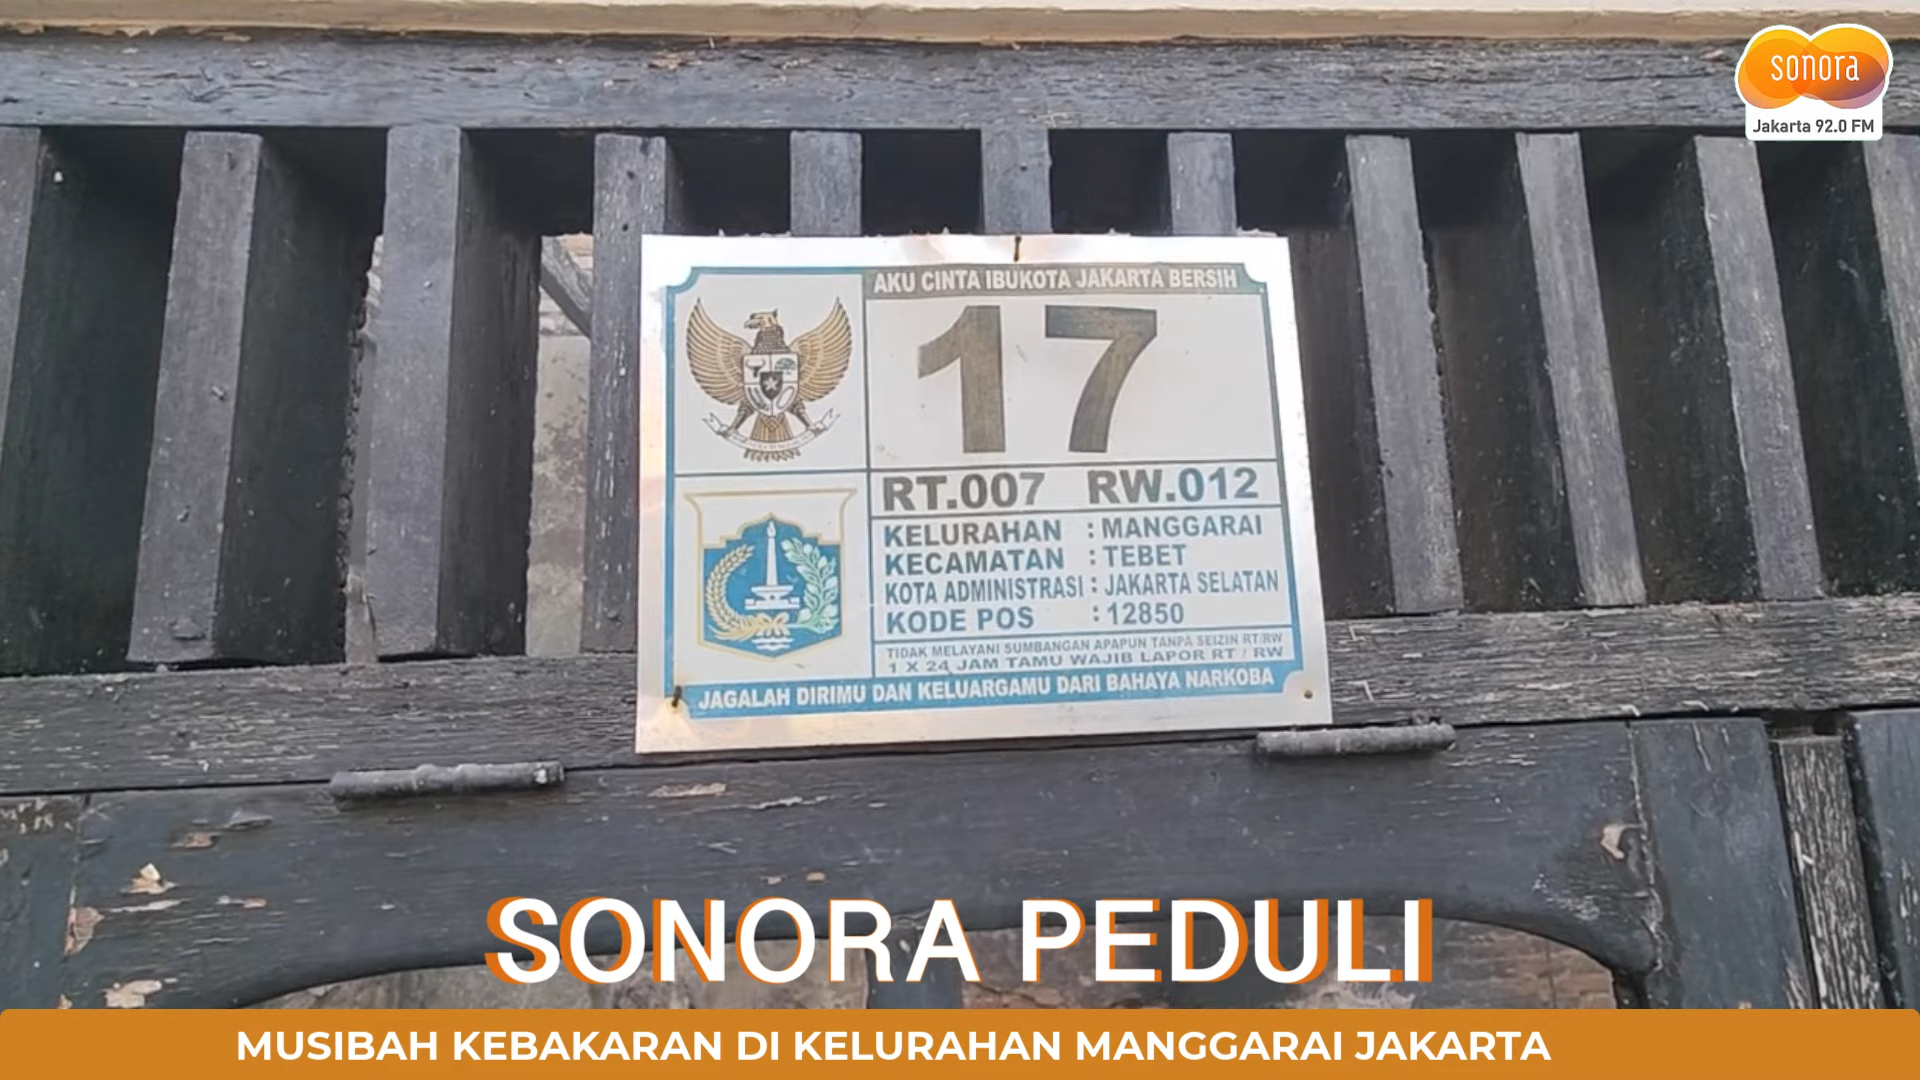 sonora
Jakarta 92.0 FM
AKU CINTA IBUKOTA JAKARTA BERSIH
17
RT.007 RW.012
KELURAHAN : MANGGARAI
KECAMATAN : TEBET
KOTA ADMINISTRASI : JAKARTA SELATAN
KODE POS : 12850
TIDAK MELAYANI SUMBANGAN APAPUN TANPA SEIZIN RT/RW
1 X 24 JAM TAMU WAJIB LAPOR RT / RW
JAGALAH DIRIMU DAN KELUARGAMU DARI BAHAYA NARKOBA
SONORA PEDULI
MUSIBAH KEBAKARAN DI KELURAHAN MANGGARAI JAKARTA